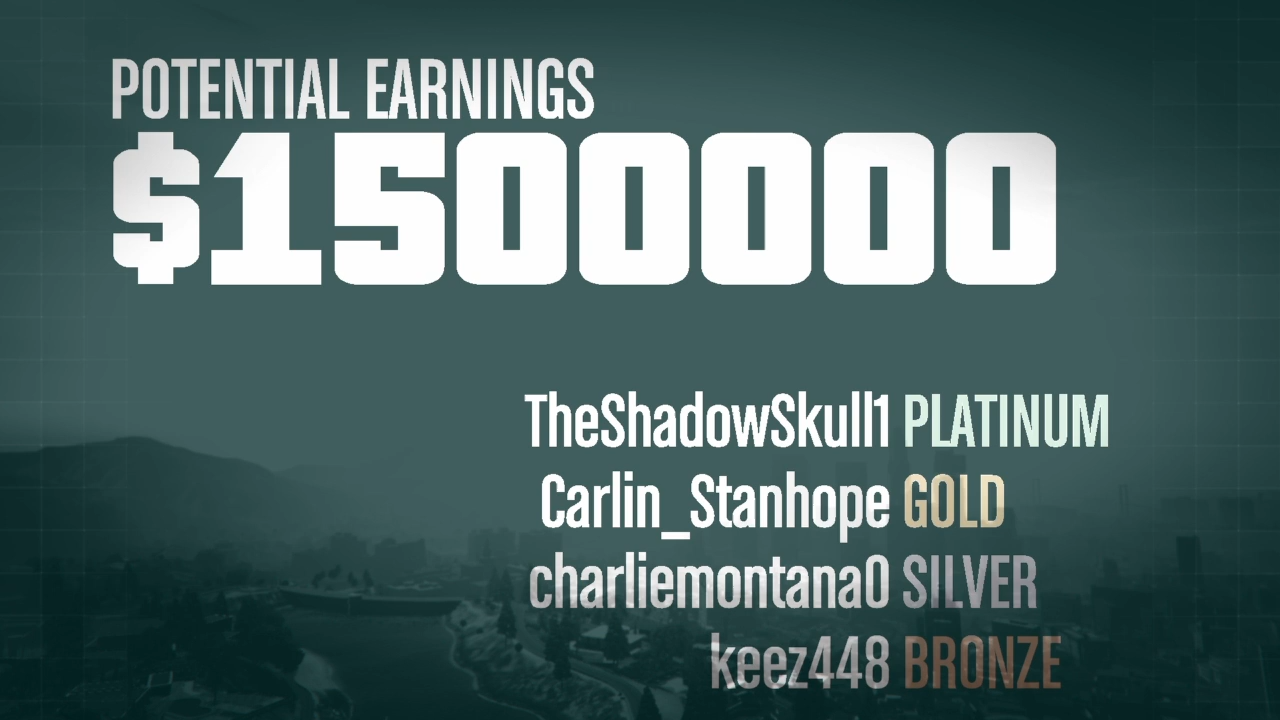 POTENTIAL EARNINGS
$1500000
TheShadowSkull1 PLATINUM
Carlin_Stanhope GOLD
charliemontana0 SILVER
keez448 BRONZE